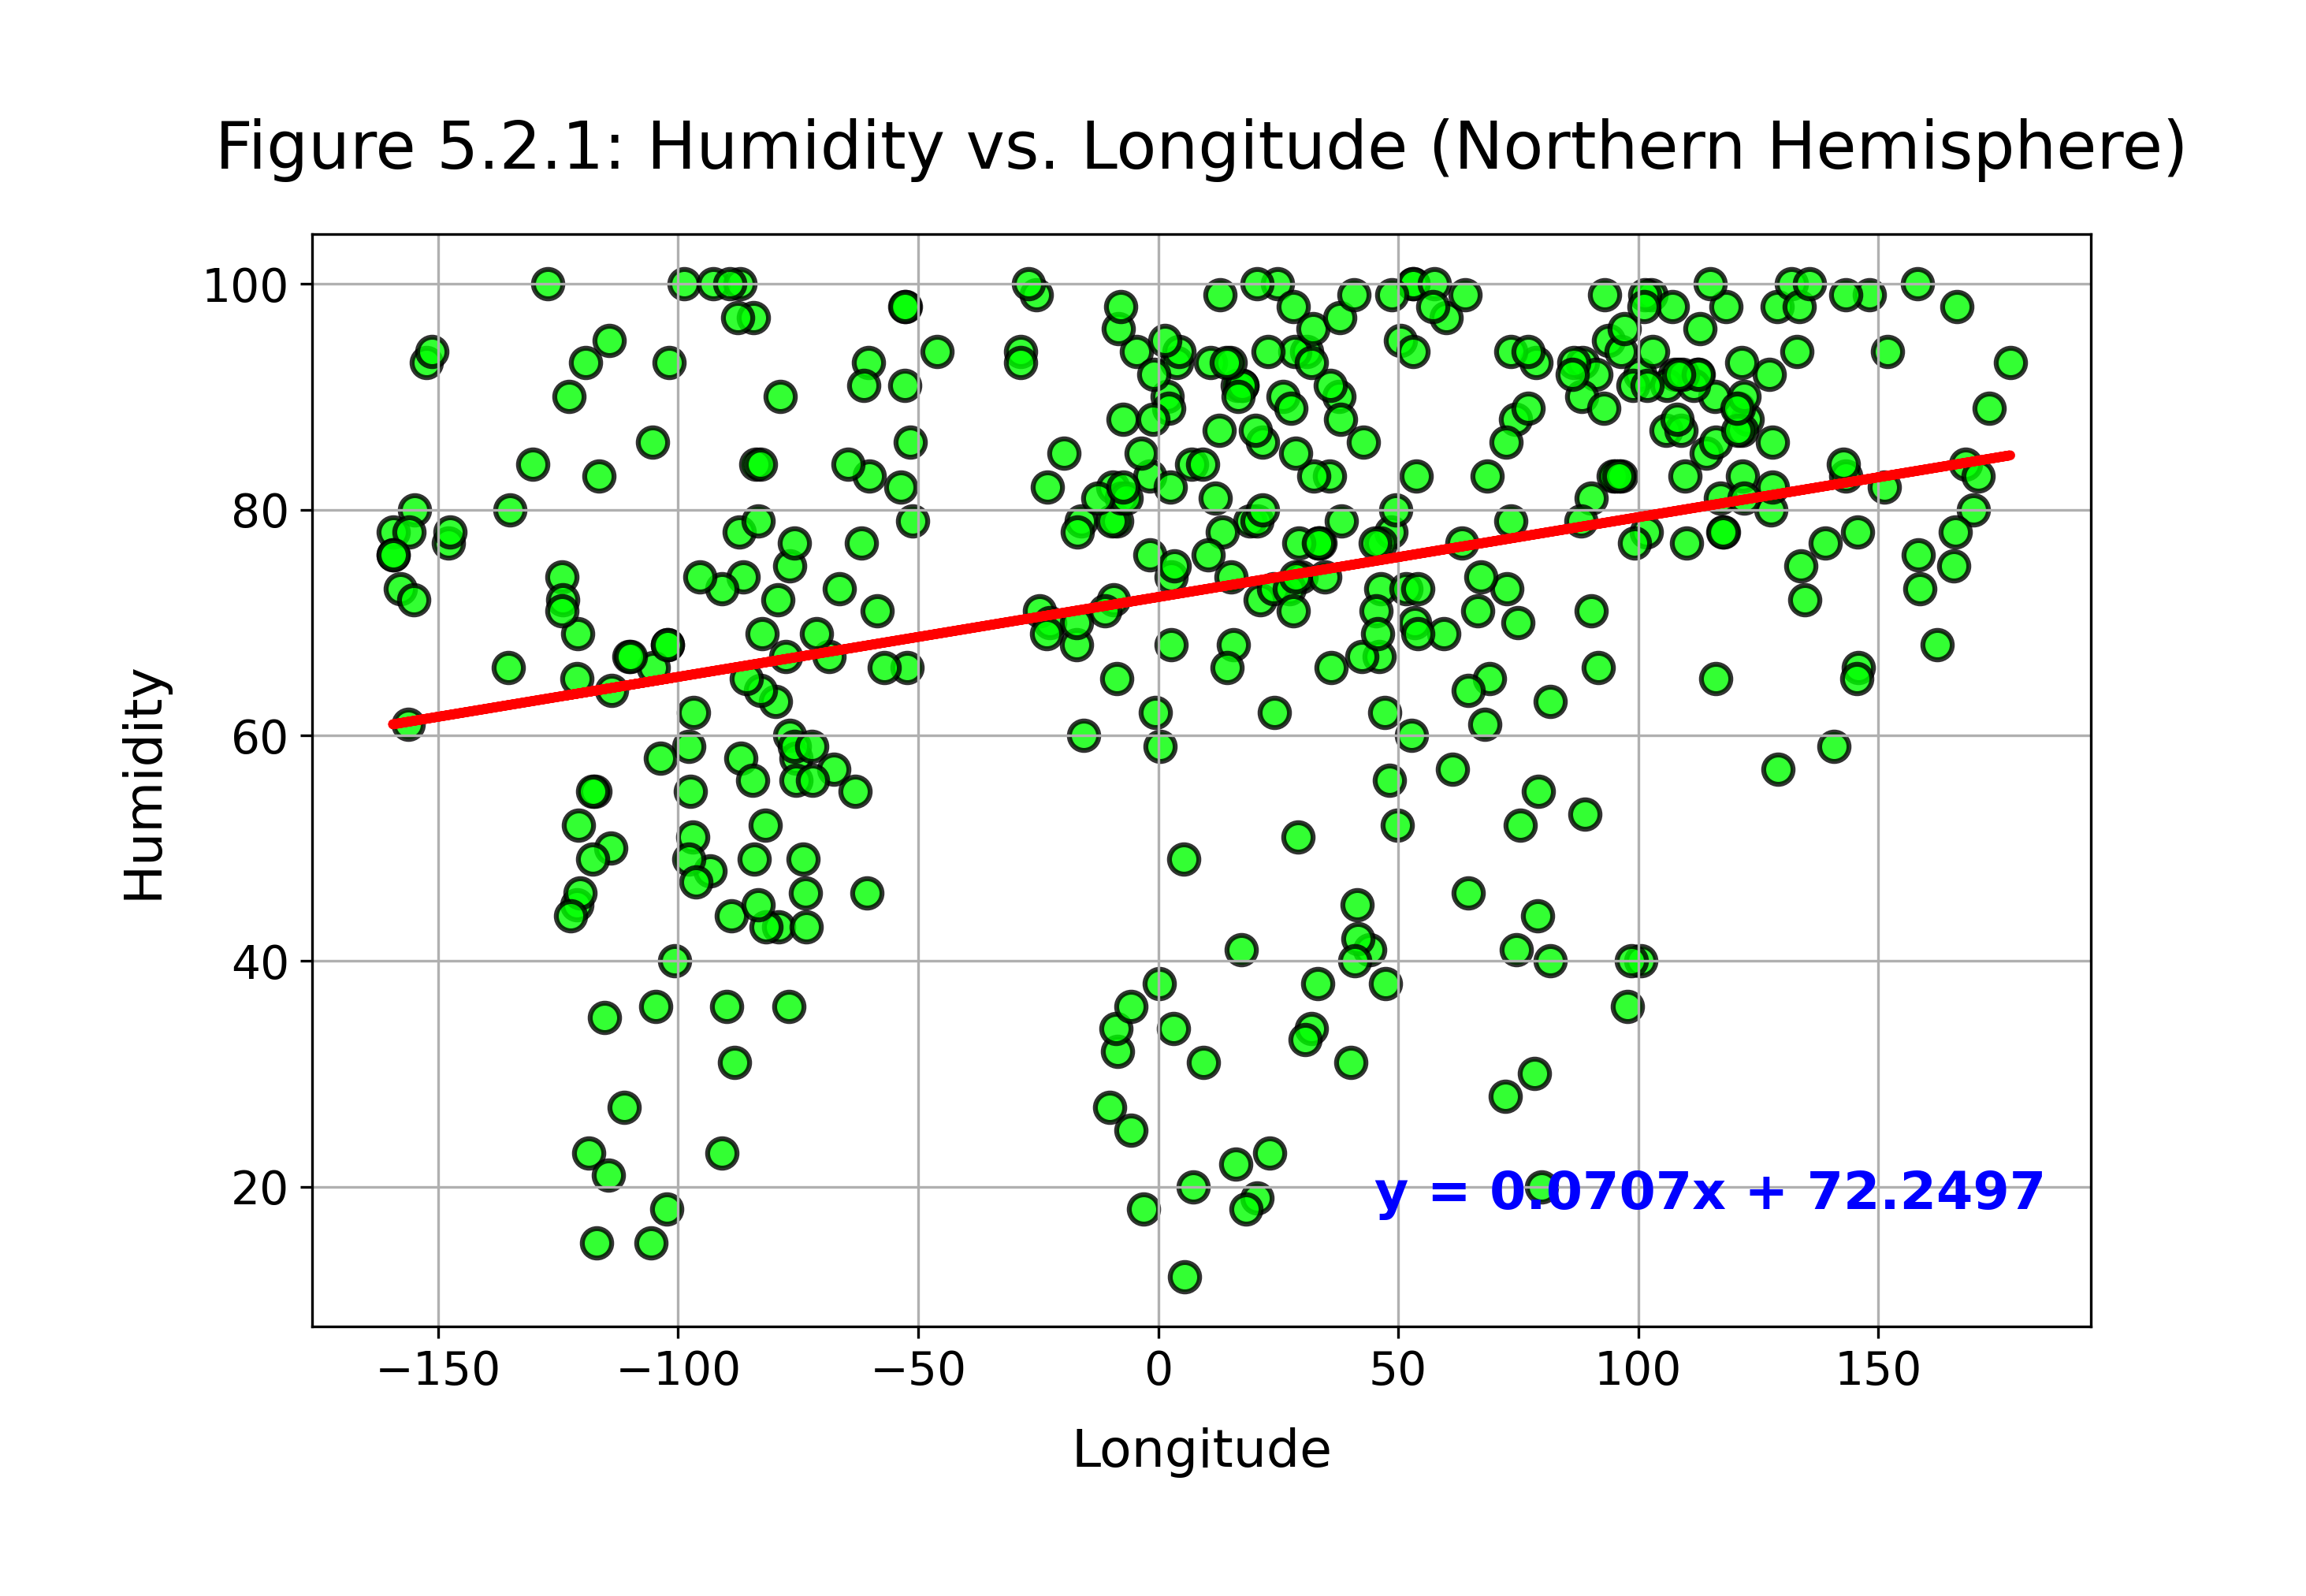 Figure 5.2.1: Humidity vs. Longitude (Northern Hemisphere)
100
80
60
40
20
Humidity
y = 0.0707x + 72.2497
−150 −100 −50 0 50 100 150
Longitude